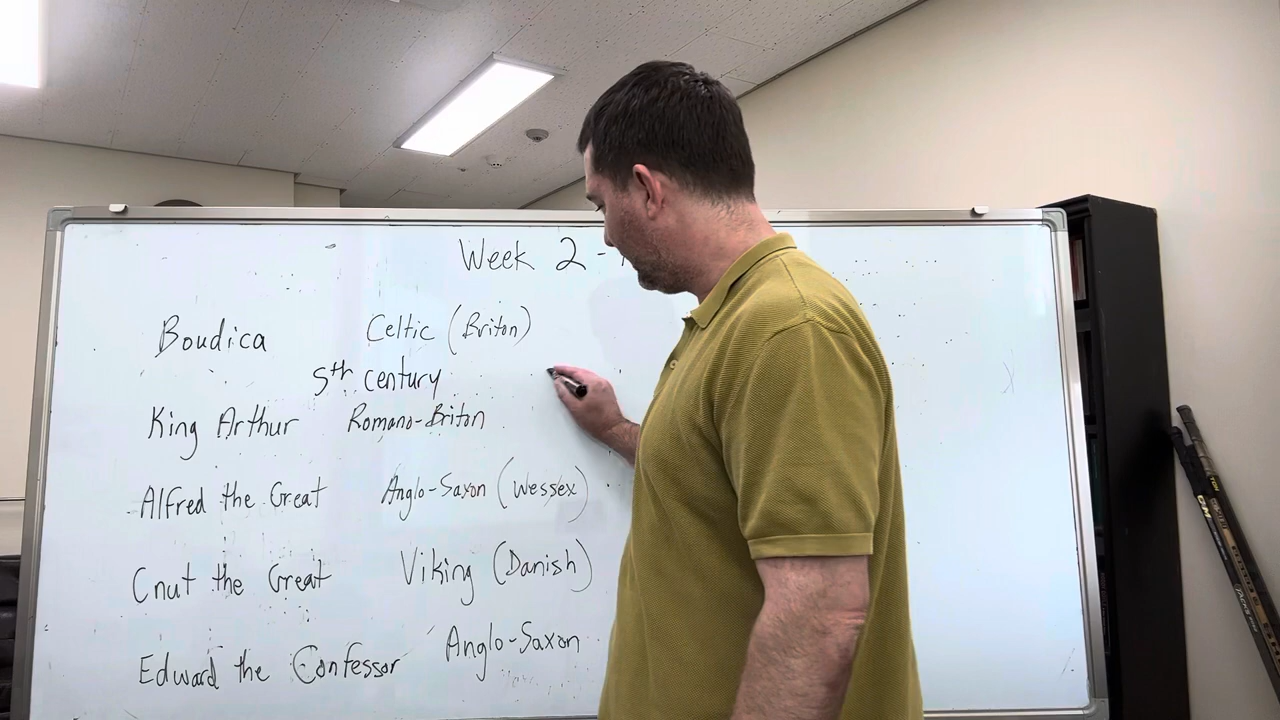 Week 2 -
Boudica Celtic (Briton)
5th century
King Arthur Romano-Briton
Alfred the Great Anglo-Saxon (Wessex)
Cnut the Great Viking (Danish)
Edward the Confessor Anglo-Saxon